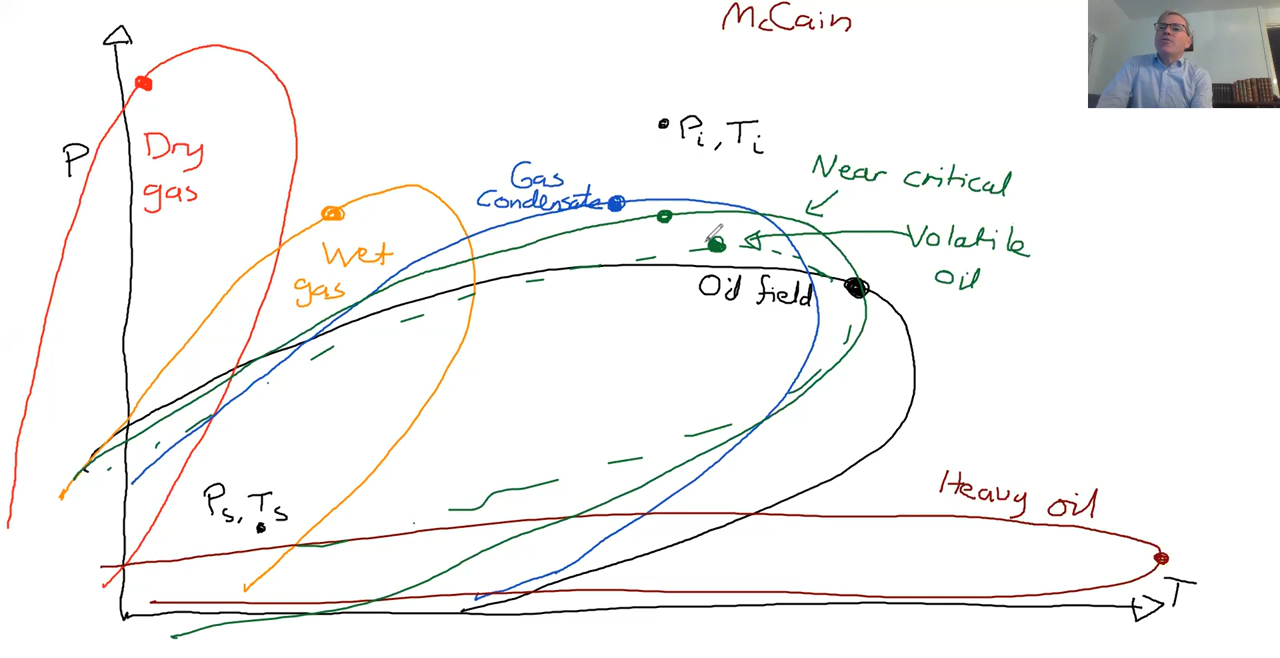 McCain
P
Dry
gas
Wet
gas
Gas
Condensate
Pi, Ti
Near critical
Volatile
Oil
Oil field
Ps, Ts
Heavy oil
T